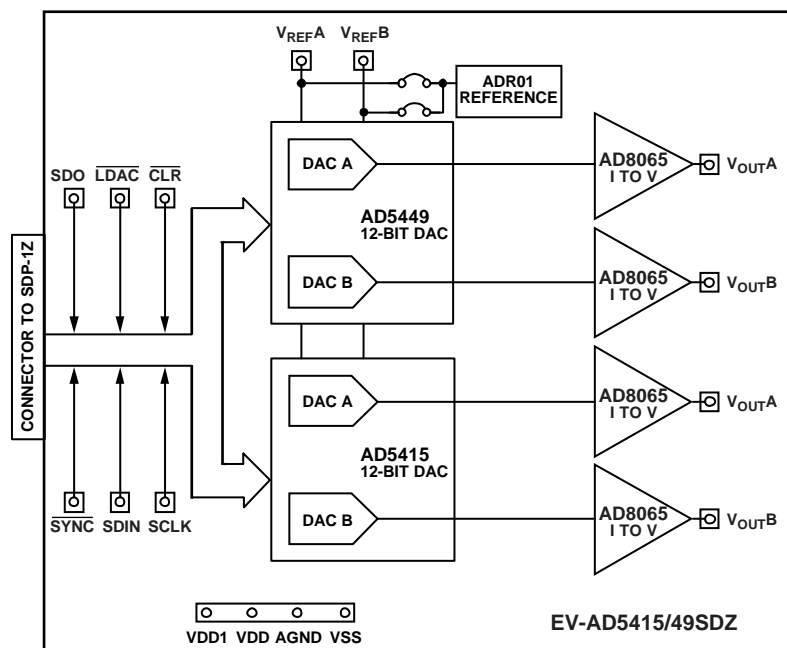 VREFA VREFB
ADR01
REFERENCE
SDO LDAC CLR
DAC A
AD5449
12-BIT DAC
DAC B
AD8065
I TO V
VOUTA
AD8065
I TO V
VOUTB
CONNECTOR TO SDP-1Z
DAC A
AD5415
12-BIT DAC
DAC B
AD8065
I TO V
VOUTA
AD8065
I TO V
VOUTB
SYNC SDIN SCLK
VDD1 VDD AGND VSS
EV-AD5415/49SDZ